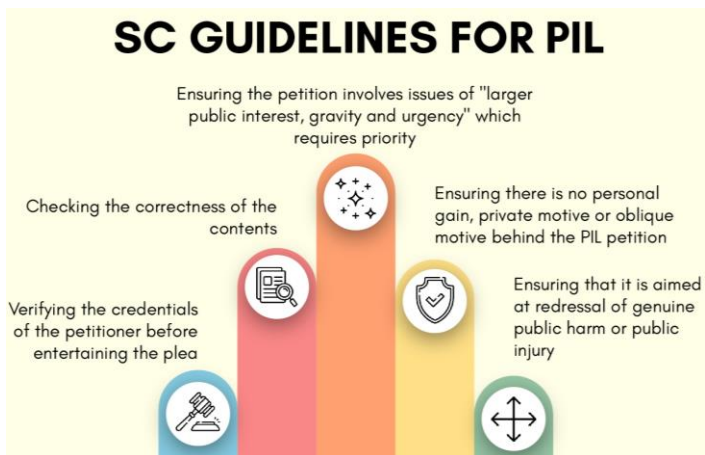 SC GUIDELINES FOR PIL
Ensuring the petition involves issues of "larger
public interest, gravity and urgency" which
requires priority
Checking the correctness of the
contents
Ensuring there is no personal
gain, private motive or oblique
motive behind the PIL petition
Verifying the credentials
of the petitioner before
entertaining the plea
Ensuring that it is aimed
at redressal of genuine
public harm or public
injury